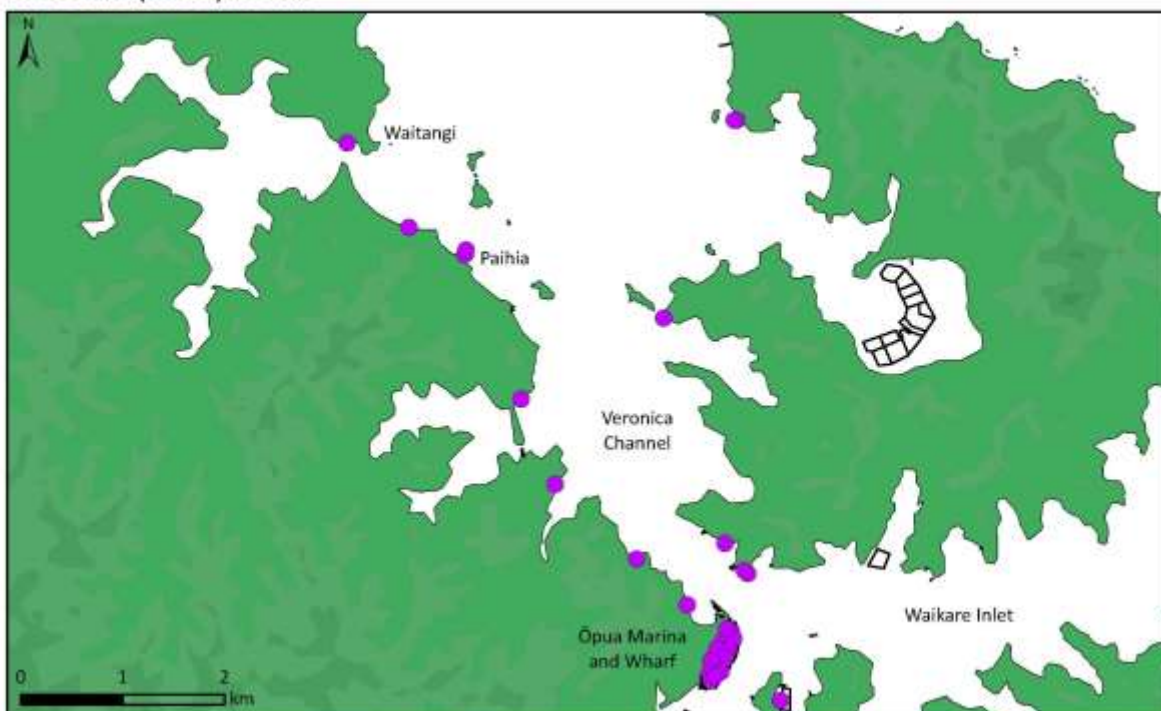 N
Waitangi
Paihia
Veronica
Channel
Waikare Inlet
Ōpua Marina
and Wharf
0 1 2
km